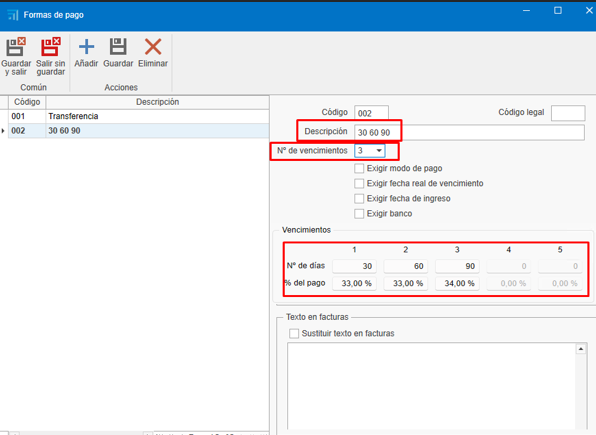 Formas de pago
Guardar y salir
Salir sin guardar
Añadir
Guardar
Eliminar
Común
Acciones
Código Descripción
001 Transferencia
002 30 60 90
Código 002 Código legal
Descripción 30 60 90
Nº de vencimientos 3
Exigir modo de pago
Exigir fecha real de vencimiento
Exigir fecha de ingreso
Exigir banco
Vencimientos
1 2 3 4 5
Nº de días 30 60 90 0 0
% del pago 33,00 % 33,00 % 34,00 % 0,00 % 0,00 %
Texto en facturas
Sustituir texto en facturas